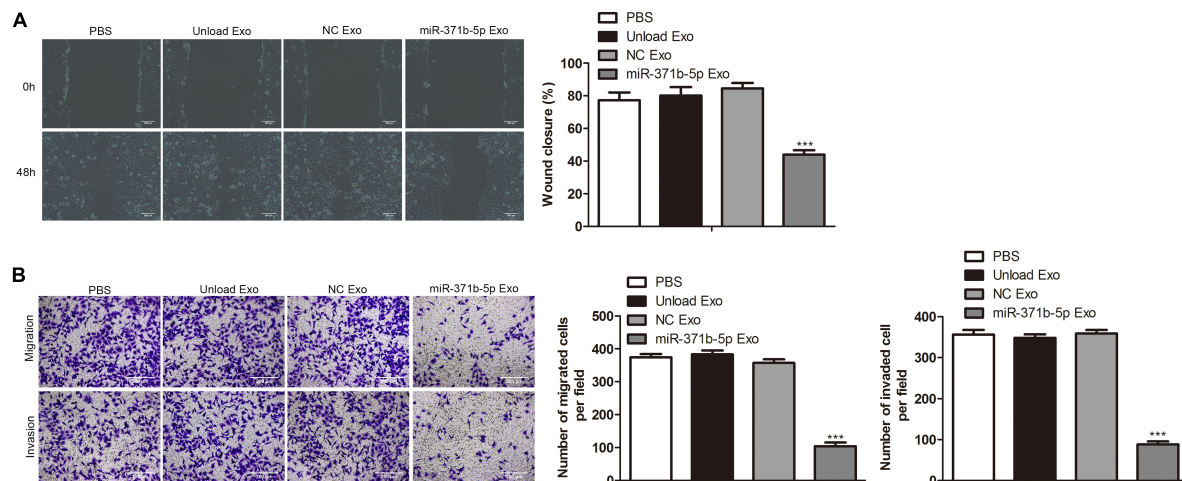 A
PBS
Unload Exo
NC Exo
miR-371b-5p Exo
0h
48h
PBS
Unload Exo
NC Exo
miR-371b-5p Exo
Wound closure (%)
100
80
60
40
20
0
***
B
PBS
Unload Exo
NC Exo
miR-371b-5p Exo
Migration
Invasion
PBS
Unload Exo
NC Exo
miR-371b-5p Exo
Number of migrated cells
per field
500
400
300
200
100
0
***
PBS
Unload Exo
NC Exo
miR-371b-5p Exo
Number of invaded cell
per field
400
300
200
100
0
***